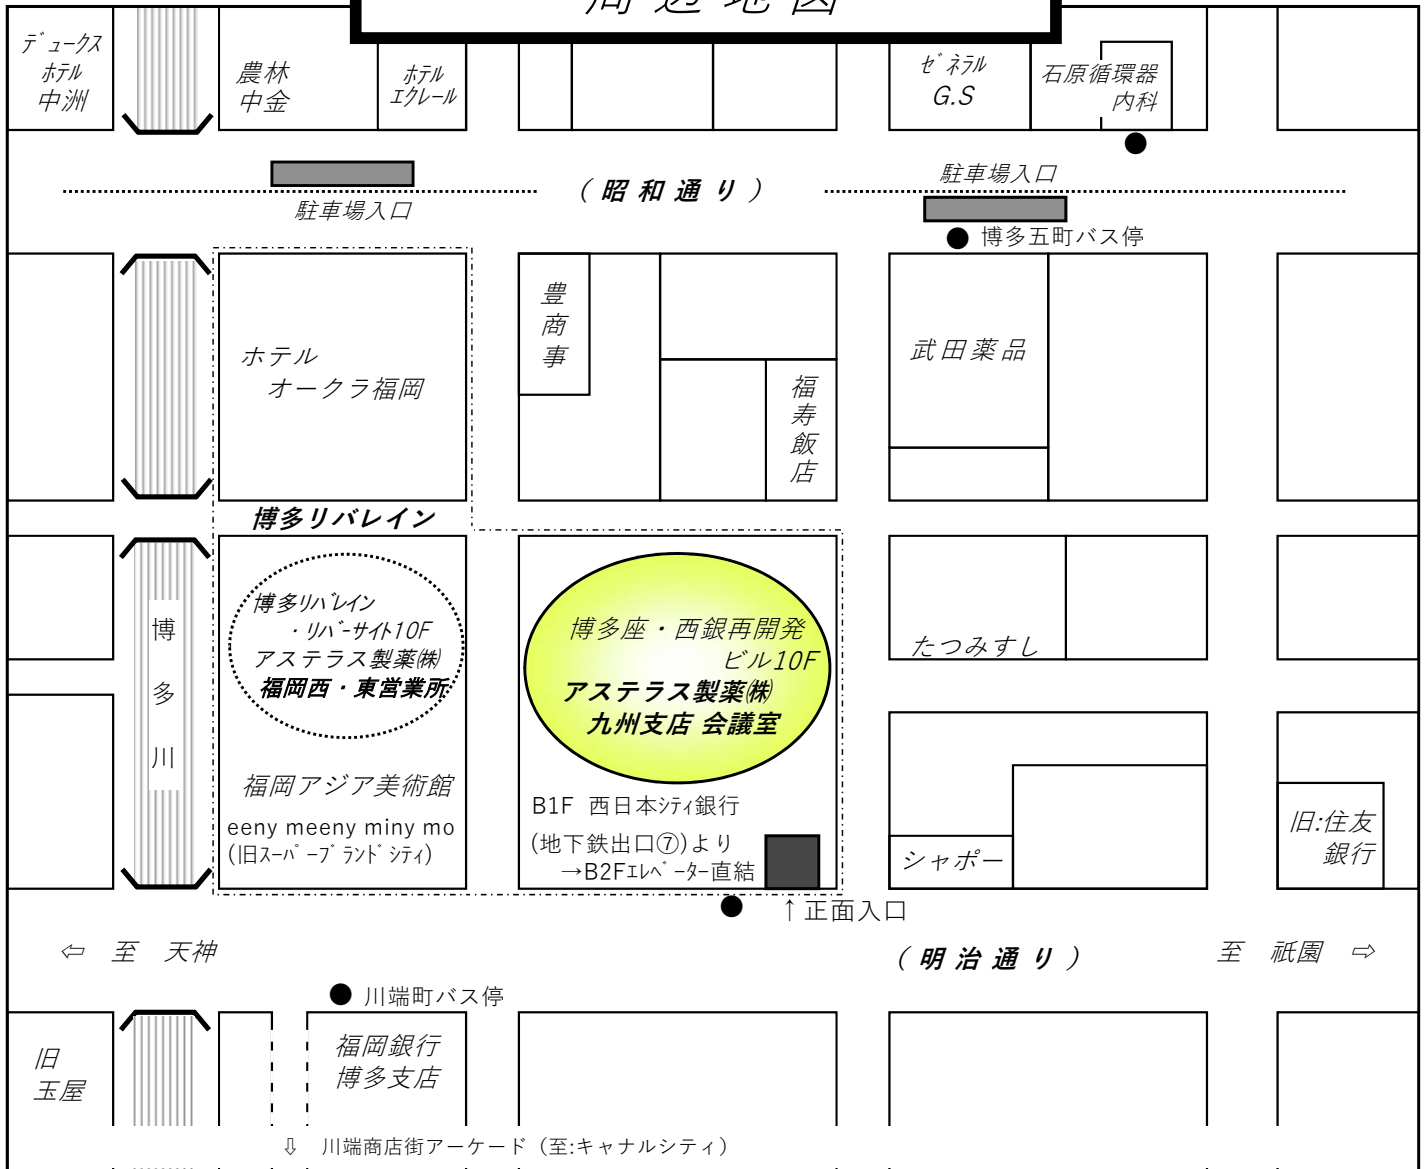 周辺地図
ﾃﾞｭｰｸｽ
ﾎﾃﾙ
中洲
農林
中金
ﾎﾃﾙ
ｴｸﾚｰﾙ
ｾﾞﾈﾗﾙ
G.S
石原循環器
内科
駐車場入口
（昭和通り）
駐車場入口
博多五町バス停
ホテル
オークラ福岡
豊商事
福寿飯店
武田薬品
博多リバレイン
博多川
博多ﾘﾊﾞﾚｲﾝ
・ﾘﾊﾞｰｻｲﾄ10F
アステラス製薬㈱
福岡西・東営業所
博多座・西銀再開発
ビル10F
アステラス製薬㈱
九州支店 会議室
たつみすし
福岡アジア美術館
eeny meeny miny mo
(旧ｽｰﾊﾟｰﾌﾞﾗﾝﾄﾞｼﾃｨ)
B1F 西日本ｼﾃｨ銀行
(地下鉄出口⑦)より
→B2Fｴﾚﾍﾞｰﾀｰ直結
シャポー
旧:住友
銀行
↑正面入口
⇦ 至 天神
（明治通り）
至 祇園 ⇨
川端町バス停
旧
玉屋
福岡銀行
博多支店
⇩ 川端商店街アーケード（至:キャナルシティ）